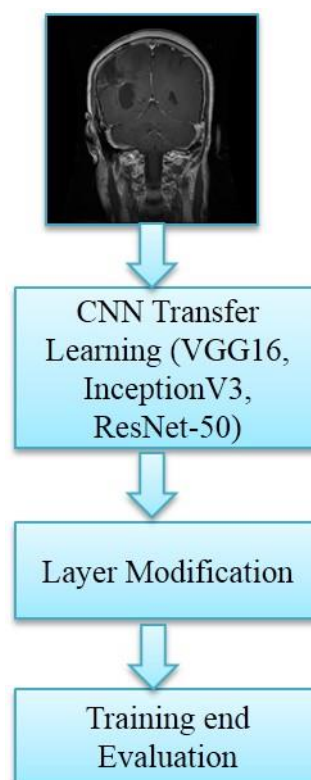 CNN Transfer
Learning (VGG16,
InceptionV3,
ResNet-50)
Layer Modification
Training end
Evaluation